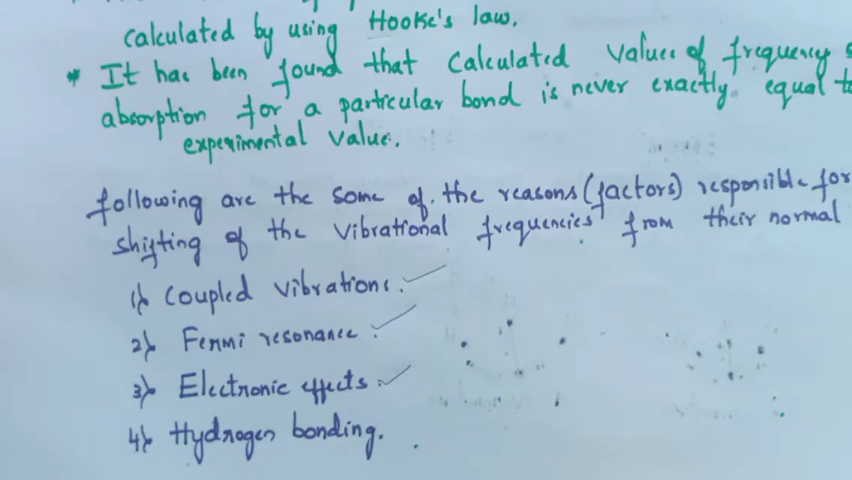 calculated by using Hooke's law.
* It has been found that calculated values of frequency
absorption for a particular bond is never exactly equal to
experimental value.
following are the some of the reasons (factors) responsible for
shifting of the vibrational frequencies from their normal
1) Coupled vibrations.
2) Fermi resonance.
3) Electronic effects.
4) Hydrogen bonding.